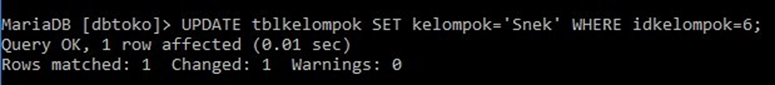 MariaDB [dbtoko]> UPDATE tblkelompok SET kelompok='Snek' WHERE idkelompok=6;
Query OK, 1 row affected (0.01 sec)
Rows matched: 1  Changed: 1  Warnings: 0